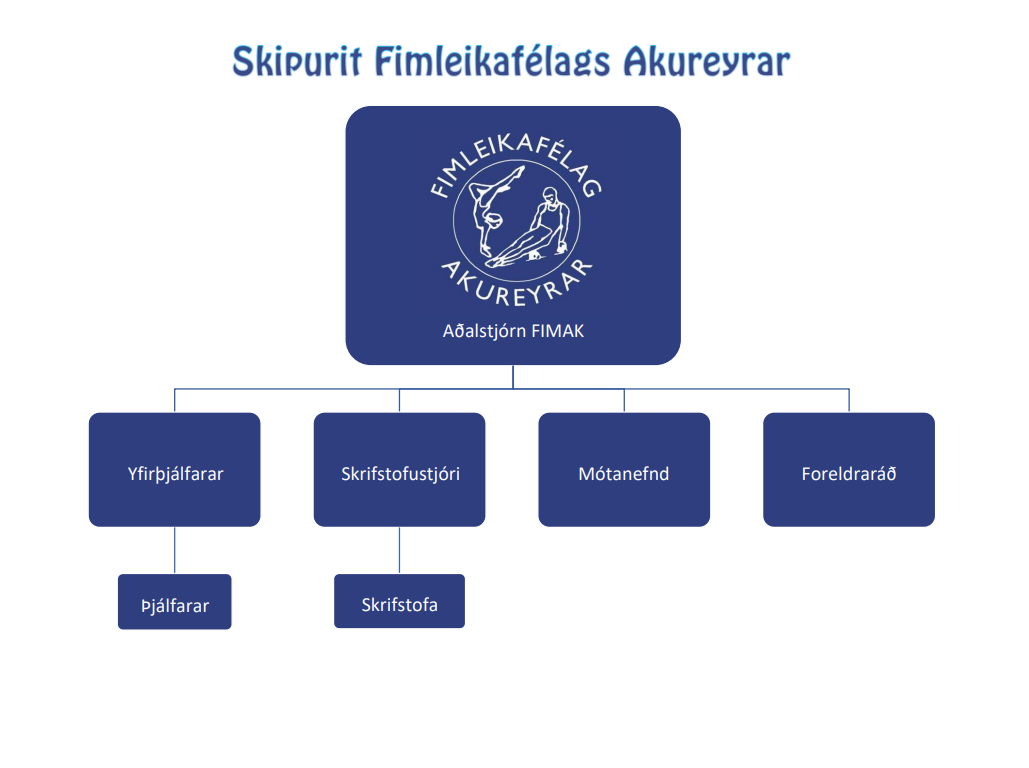 Skipurit Fimleikafélags Akureyrar
FIMLEIKAFÉLAG
AKUREYRAR
Aðalstjórn FIMAK
Yfirþjálfarar
Skrifstofustjóri
Mótanefnd
Foreldraráð
Þjálfarar
Skrifstofa